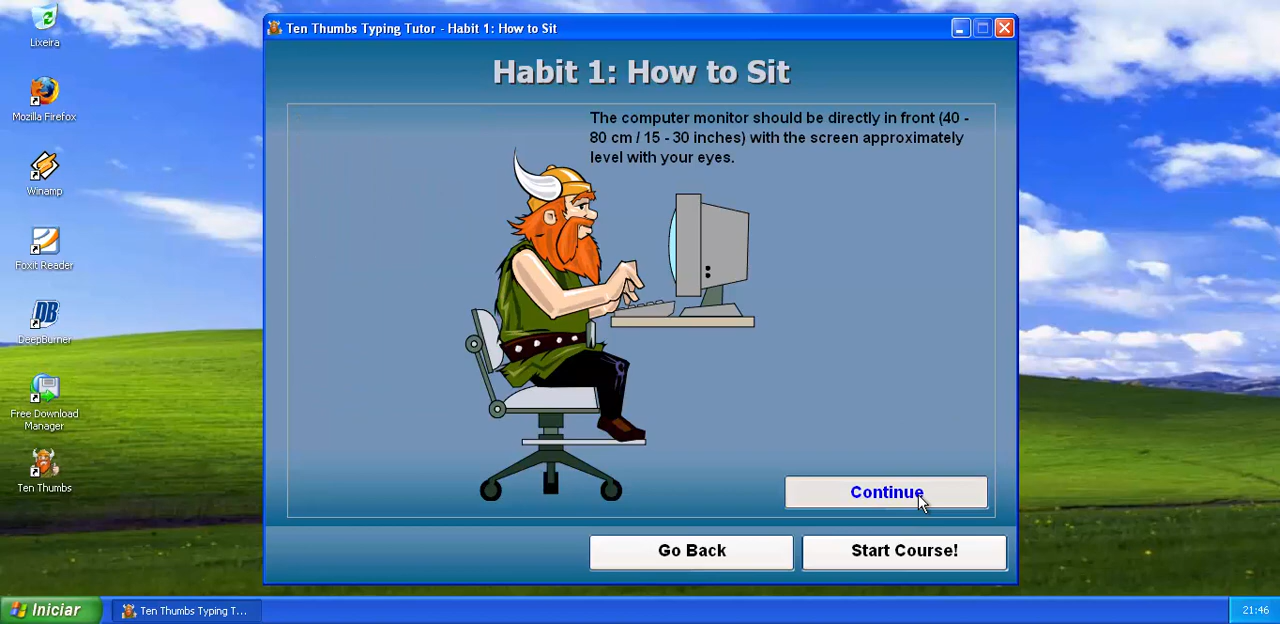 Ten Thumbs Typing Tutor - Habit 1: How to Sit
Lixeira
Habit 1: How to Sit
Mozilla Firefox
The computer monitor should be directly in front (40 -
80 cm / 15 - 30 inches) with the screen approximately
level with your eyes.
Winamp
Foxit Reader
DB
DeepBurner
Free Download
Manager
Ten Thumbs
Continue
Go Back
Start Course!
Iniciar
Ten Thumbs Typing T...
21:46